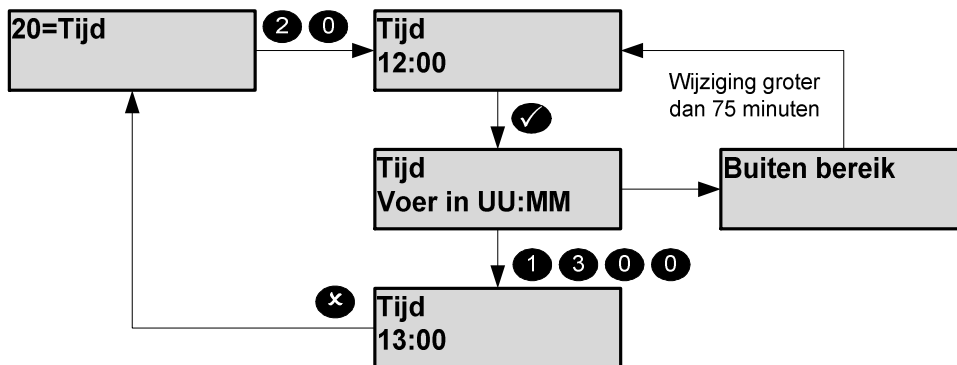 20=Tijd
2 0
Tijd
12:00
Wijziging groter
dan 75 minuten
Tijd
Voer in UU:MM
Buiten bereik
1 3 0 0
Tijd
13:00